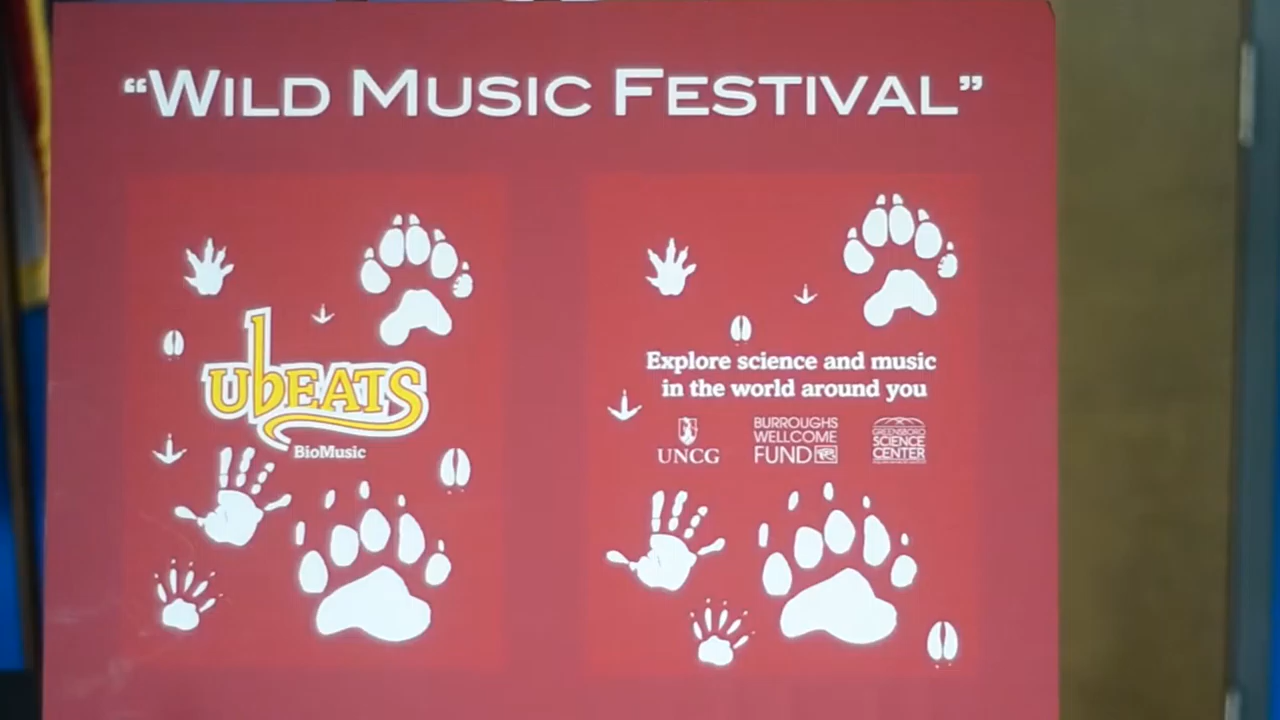 “WILD MUSIC FESTIVAL”
UBEATS
BioMusic
Explore science and music
in the world around you
UNCG
BURROUGHS
WELLCOME
FUND
GREENSBORO
SCIENCE
CENTER